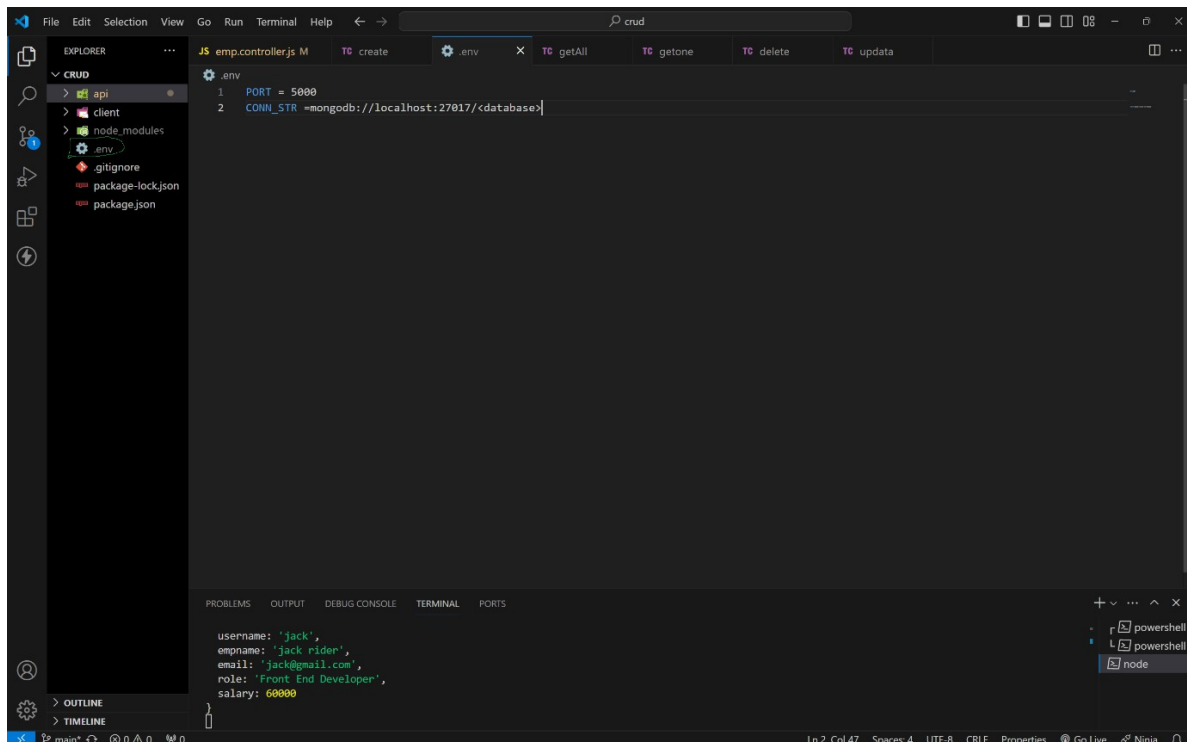 File Edit Selection View Go Run Terminal Help ← → crud
EXPLORER ...
JS emp.controller.js M TC create .env × TC getAll TC getone TC delete TC updata
CRUD
api
client
node_modules
.env
.gitignore
package-lock.json
package.json
.env
1 PORT = 5000
2 CONN_STR =mongodb://localhost:27017/<database>
1
PROBLEMS OUTPUT DEBUG CONSOLE TERMINAL PORTS
username: 'jack',
empname: 'jack rider',
email: 'jack@gmail.com',
role: 'Front End Developer',
salary: 60000
}
powershell
powershell
node
OUTLINE
TIMELINE
main* 0 0 0 Ln 2, Col 47 Spaces: 4 UTF-8 CRLF Properties Go Live Ninja